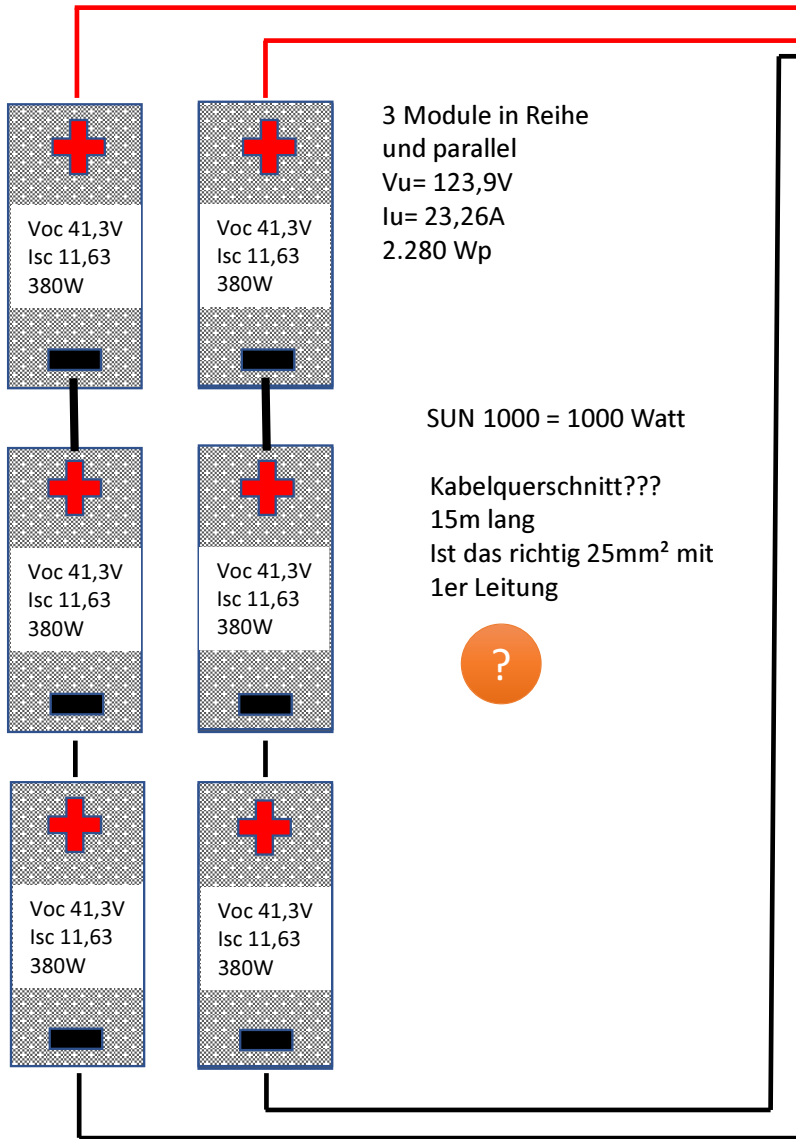 3 Module in Reihe
und parallel
Vu= 123,9V
Iu= 23,26A
2.280 Wp
Voc 41,3V
Isc 11,63
380W
Voc 41,3V
Isc 11,63
380W
SUN 1000 = 1000 Watt
Kabelquerschnitt???
15m lang
Ist das richtig 25mm² mit
1er Leitung
?
Voc 41,3V
Isc 11,63
380W
Voc 41,3V
Isc 11,63
380W
Voc 41,3V
Isc 11,63
380W
Voc 41,3V
Isc 11,63
380W